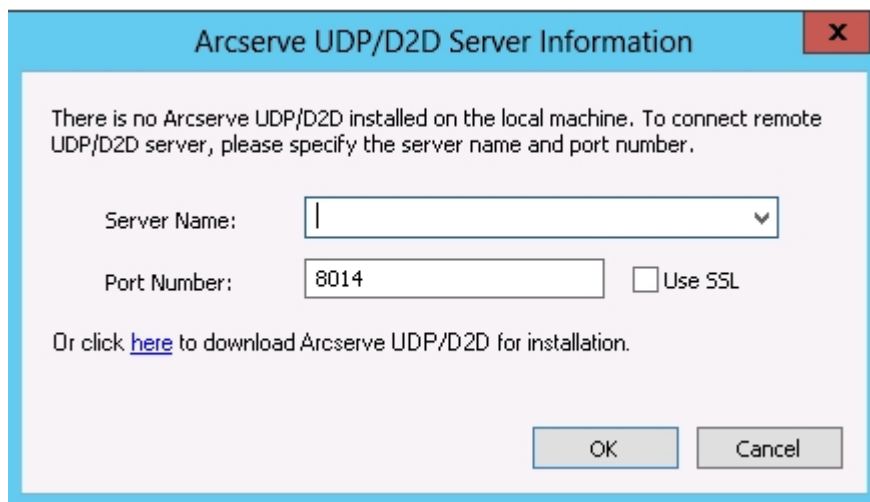 Arcserve UDP/D2D Server Information
x
There is no Arcserve UDP/D2D installed on the local machine. To connect remote
UDP/D2D server, please specify the server name and port number.
Server Name:
Port Number: 8014 Use SSL
Or click here to download Arcserve UDP/D2D for installation.
OK Cancel